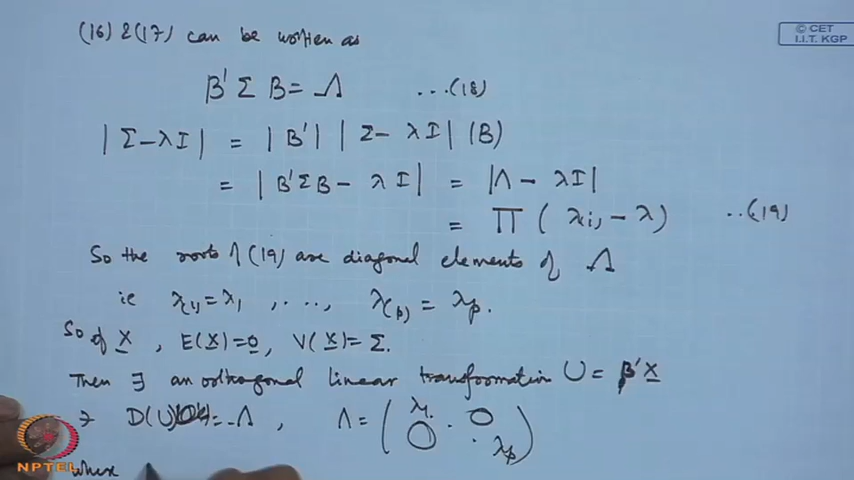 © CET
I.I.T. KGP
(16) & (17) can be written as
β' Σ β = Λ ...(18)
| Σ - λ I | = | β' | | Σ - λ I | (β)
= | β' Σ β - λ I | = | Λ - λ I |
= Π ( λ(i) - λ ) ..(19)
So the roots of (19) are diagonal elements of Λ
ie λ(1) = λ1 , . . . , λ(p) = λp.
So of X , E(X) = 0 , V(X) = Σ.
Then ∃ an orthogonal linear transformation U = β'X
∋ D(U) = Λ , Λ = ( λ1 . 0
0 . λp )
where
NPTEL